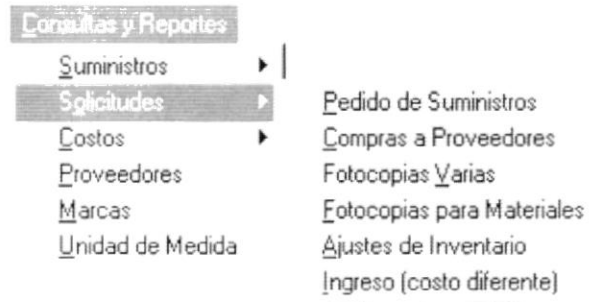 Consultas y Reportes
Suministros
Solicitudes
Costos
Proveedores
Marcas
Unidad de Medida
Pedido de Suministros
Compras a Proveedores
Fotocopias Varias
Fotocopias para Materiales
Ajustes de Inventario
Ingreso (costo diferente)